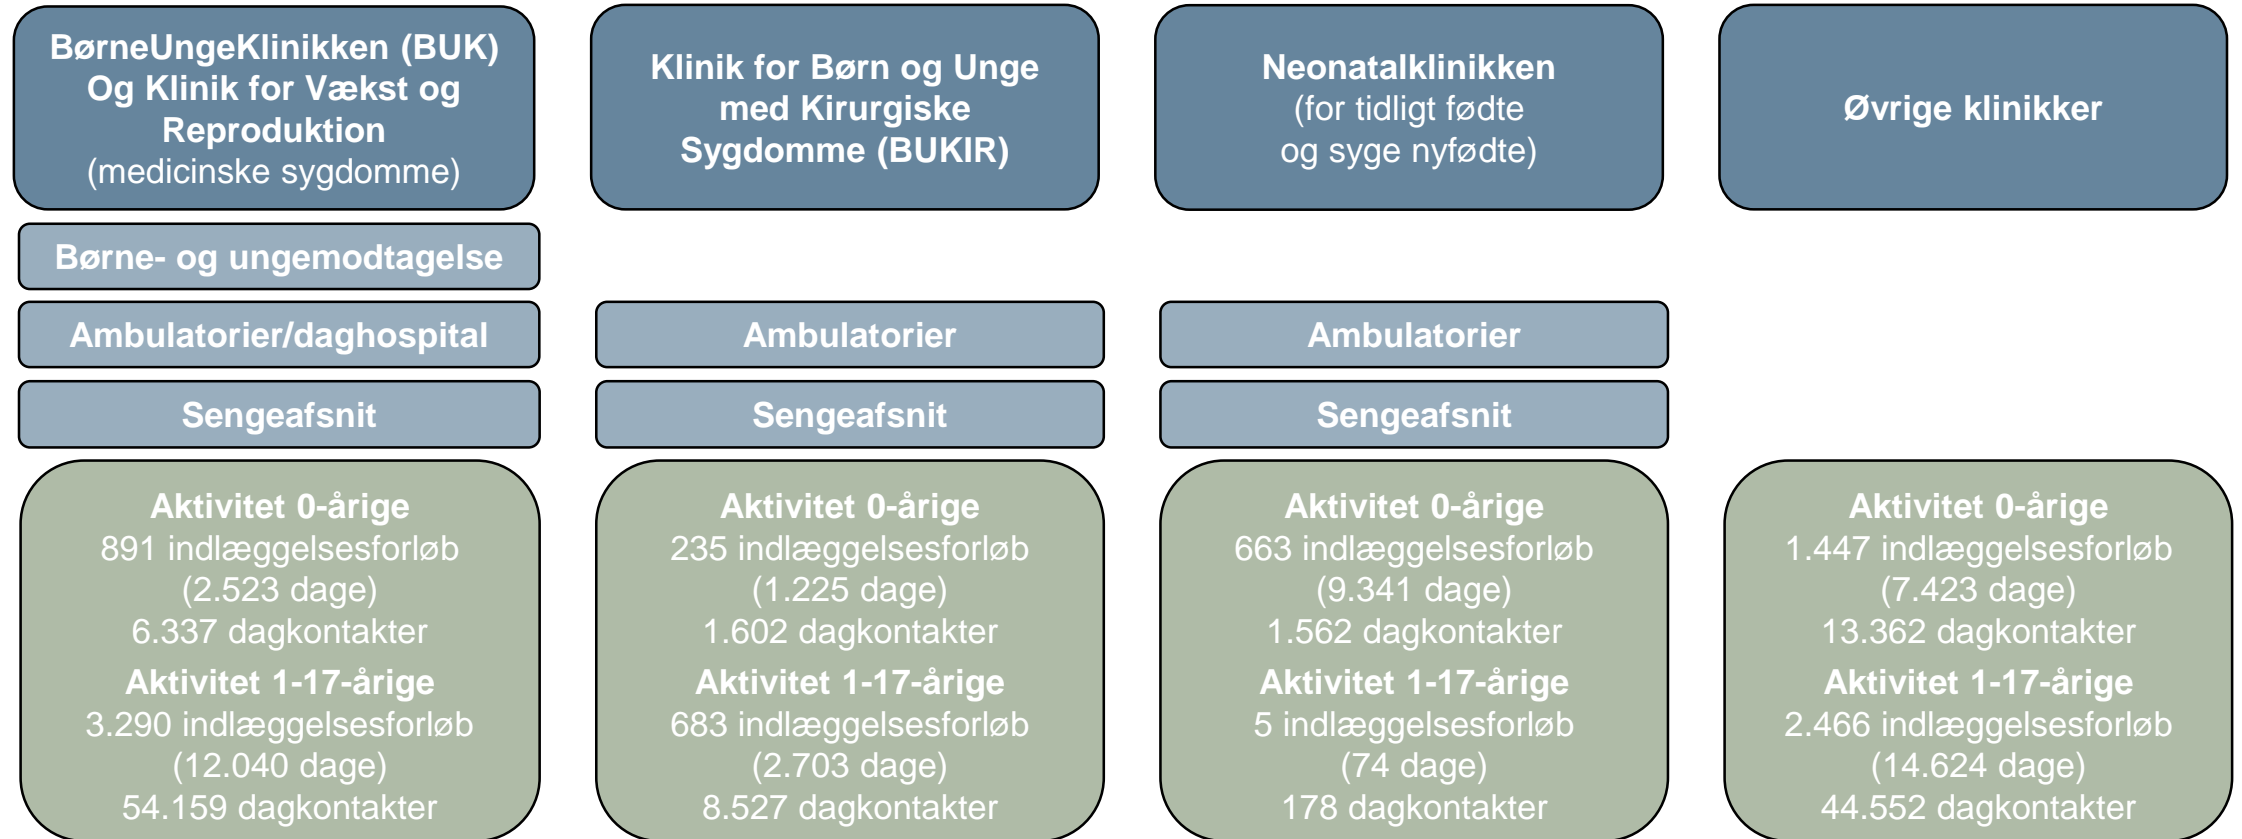 BørneUngeKlinikken (BUK)
Og Klinik for Vækst og
Reproduktion
(medicinske sygdomme)
Børne- og ungemodtagelse
Ambulatorier/daghospital
Sengeafsnit
Aktivitet 0-årige
891 indlæggelsesforløb
(2.523 dage)
6.337 dagkontakter
Aktivitet 1-17-årige
3.290 indlæggelsesforløb
(12.040 dage)
54.159 dagkontakter
Klinik for Børn og Unge
med Kirurgiske
Sygdomme (BUKIR)
Ambulatorier
Sengeafsnit
Aktivitet 0-årige
235 indlæggelsesforløb
(1.225 dage)
1.602 dagkontakter
Aktivitet 1-17-årige
683 indlæggelsesforløb
(2.703 dage)
8.527 dagkontakter
Neonatalklinikken
(for tidligt fødte
og syge nyfødte)
Ambulatorier
Sengeafsnit
Aktivitet 0-årige
663 indlæggelsesforløb
(9.341 dage)
1.562 dagkontakter
Aktivitet 1-17-årige
5 indlæggelsesforløb
(74 dage)
178 dagkontakter
Øvrige klinikker
Aktivitet 0-årige
1.447 indlæggelsesforløb
(7.423 dage)
13.362 dagkontakter
Aktivitet 1-17-årige
2.466 indlæggelsesforløb
(14.624 dage)
44.552 dagkontakter